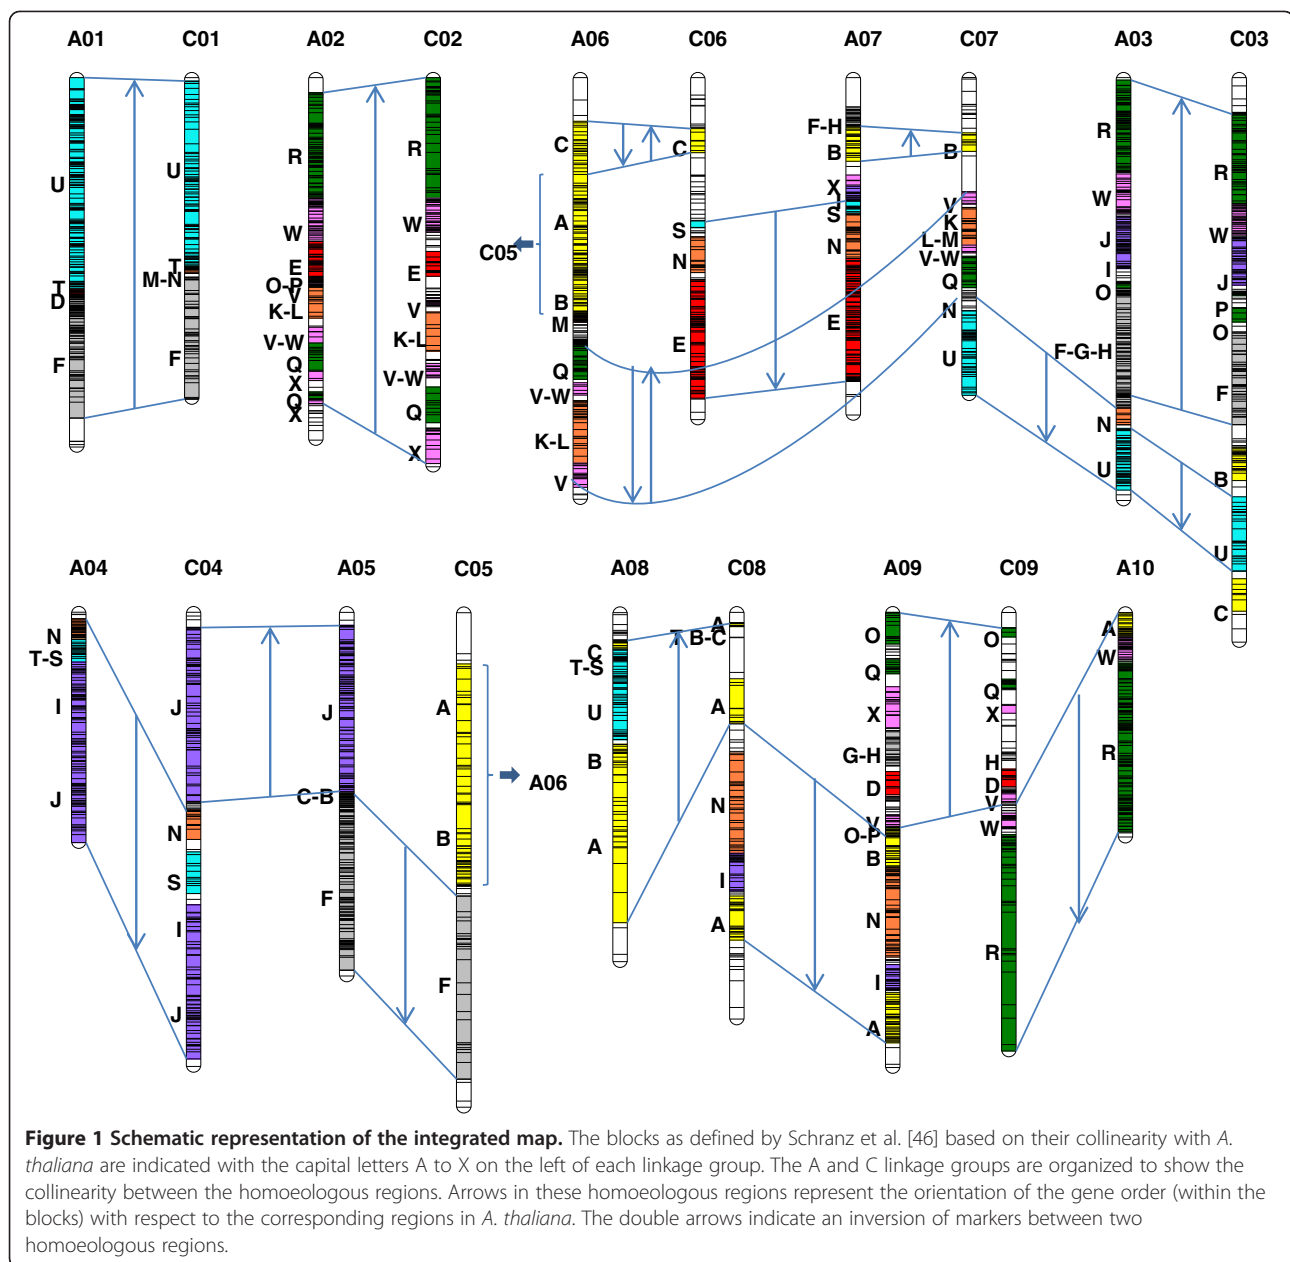 A01 C01 A02 C02 A06 C06 A07 C07 A03 C03
U
T
D
F
U
T
M-N
F
R
W
E
O-P
V
K-L
V-W
Q
X
Q
X
R
W
E
V
K-L
V-W
Q
X
C
A
B
M
Q
V-W
K-L
V
C05
C
S
N
E
F-H
B
X
J
S
N
E
B
V
K
L-M
V-W
Q
N
U
R
W
J
I
O
F-G-H
N
U
R
W
J
P
O
F
B
U
C
A04 C04 A05 C05 A08 C08 A09 C09 A10
N
T-S
I
J
J
N
S
I
J
J
C-B
F
A
B
F
A06
C
T-S
U
B
A
A
T B-C
A
N
I
A
O
Q
X
G-H
D
V
O-P
B
N
I
A
O
Q
X
H
D
V
W
R
A
W
R
Figure 1 Schematic representation of the integrated map. The blocks as defined by Schranz et al. [46] based on their collinearity with A.
thaliana are indicated with the capital letters A to X on the left of each linkage group. The A and C linkage groups are organized to show the
collinearity between the homoeologous regions. Arrows in these homoeologous regions represent the orientation of the gene order (within the
blocks) with respect to the corresponding regions in A. thaliana. The double arrows indicate an inversion of markers between two
homoeologous regions.